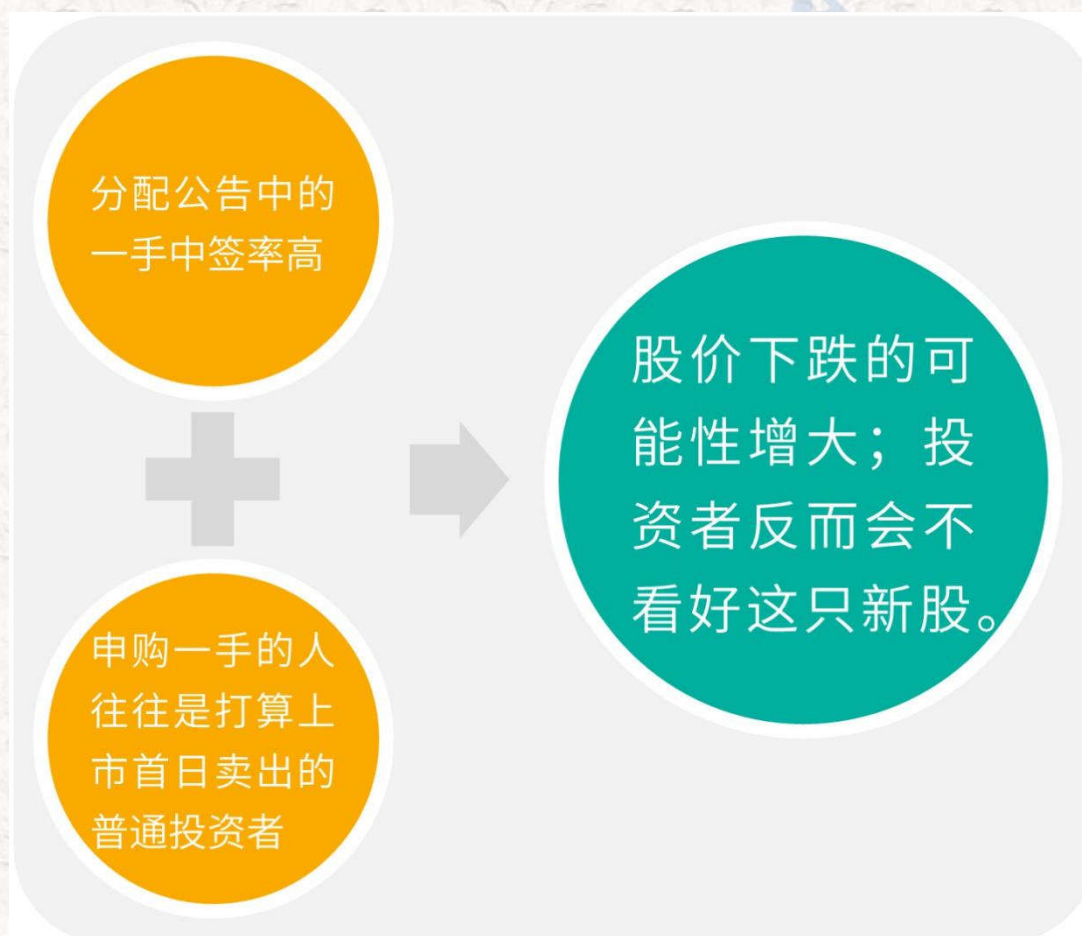 分配公告中的
一手中签率高
申购一手的人
往往是打算上
市首日卖出的
普通投资者
股价下跌的可
能性增大；投
资者反而会不
看好这只新股。